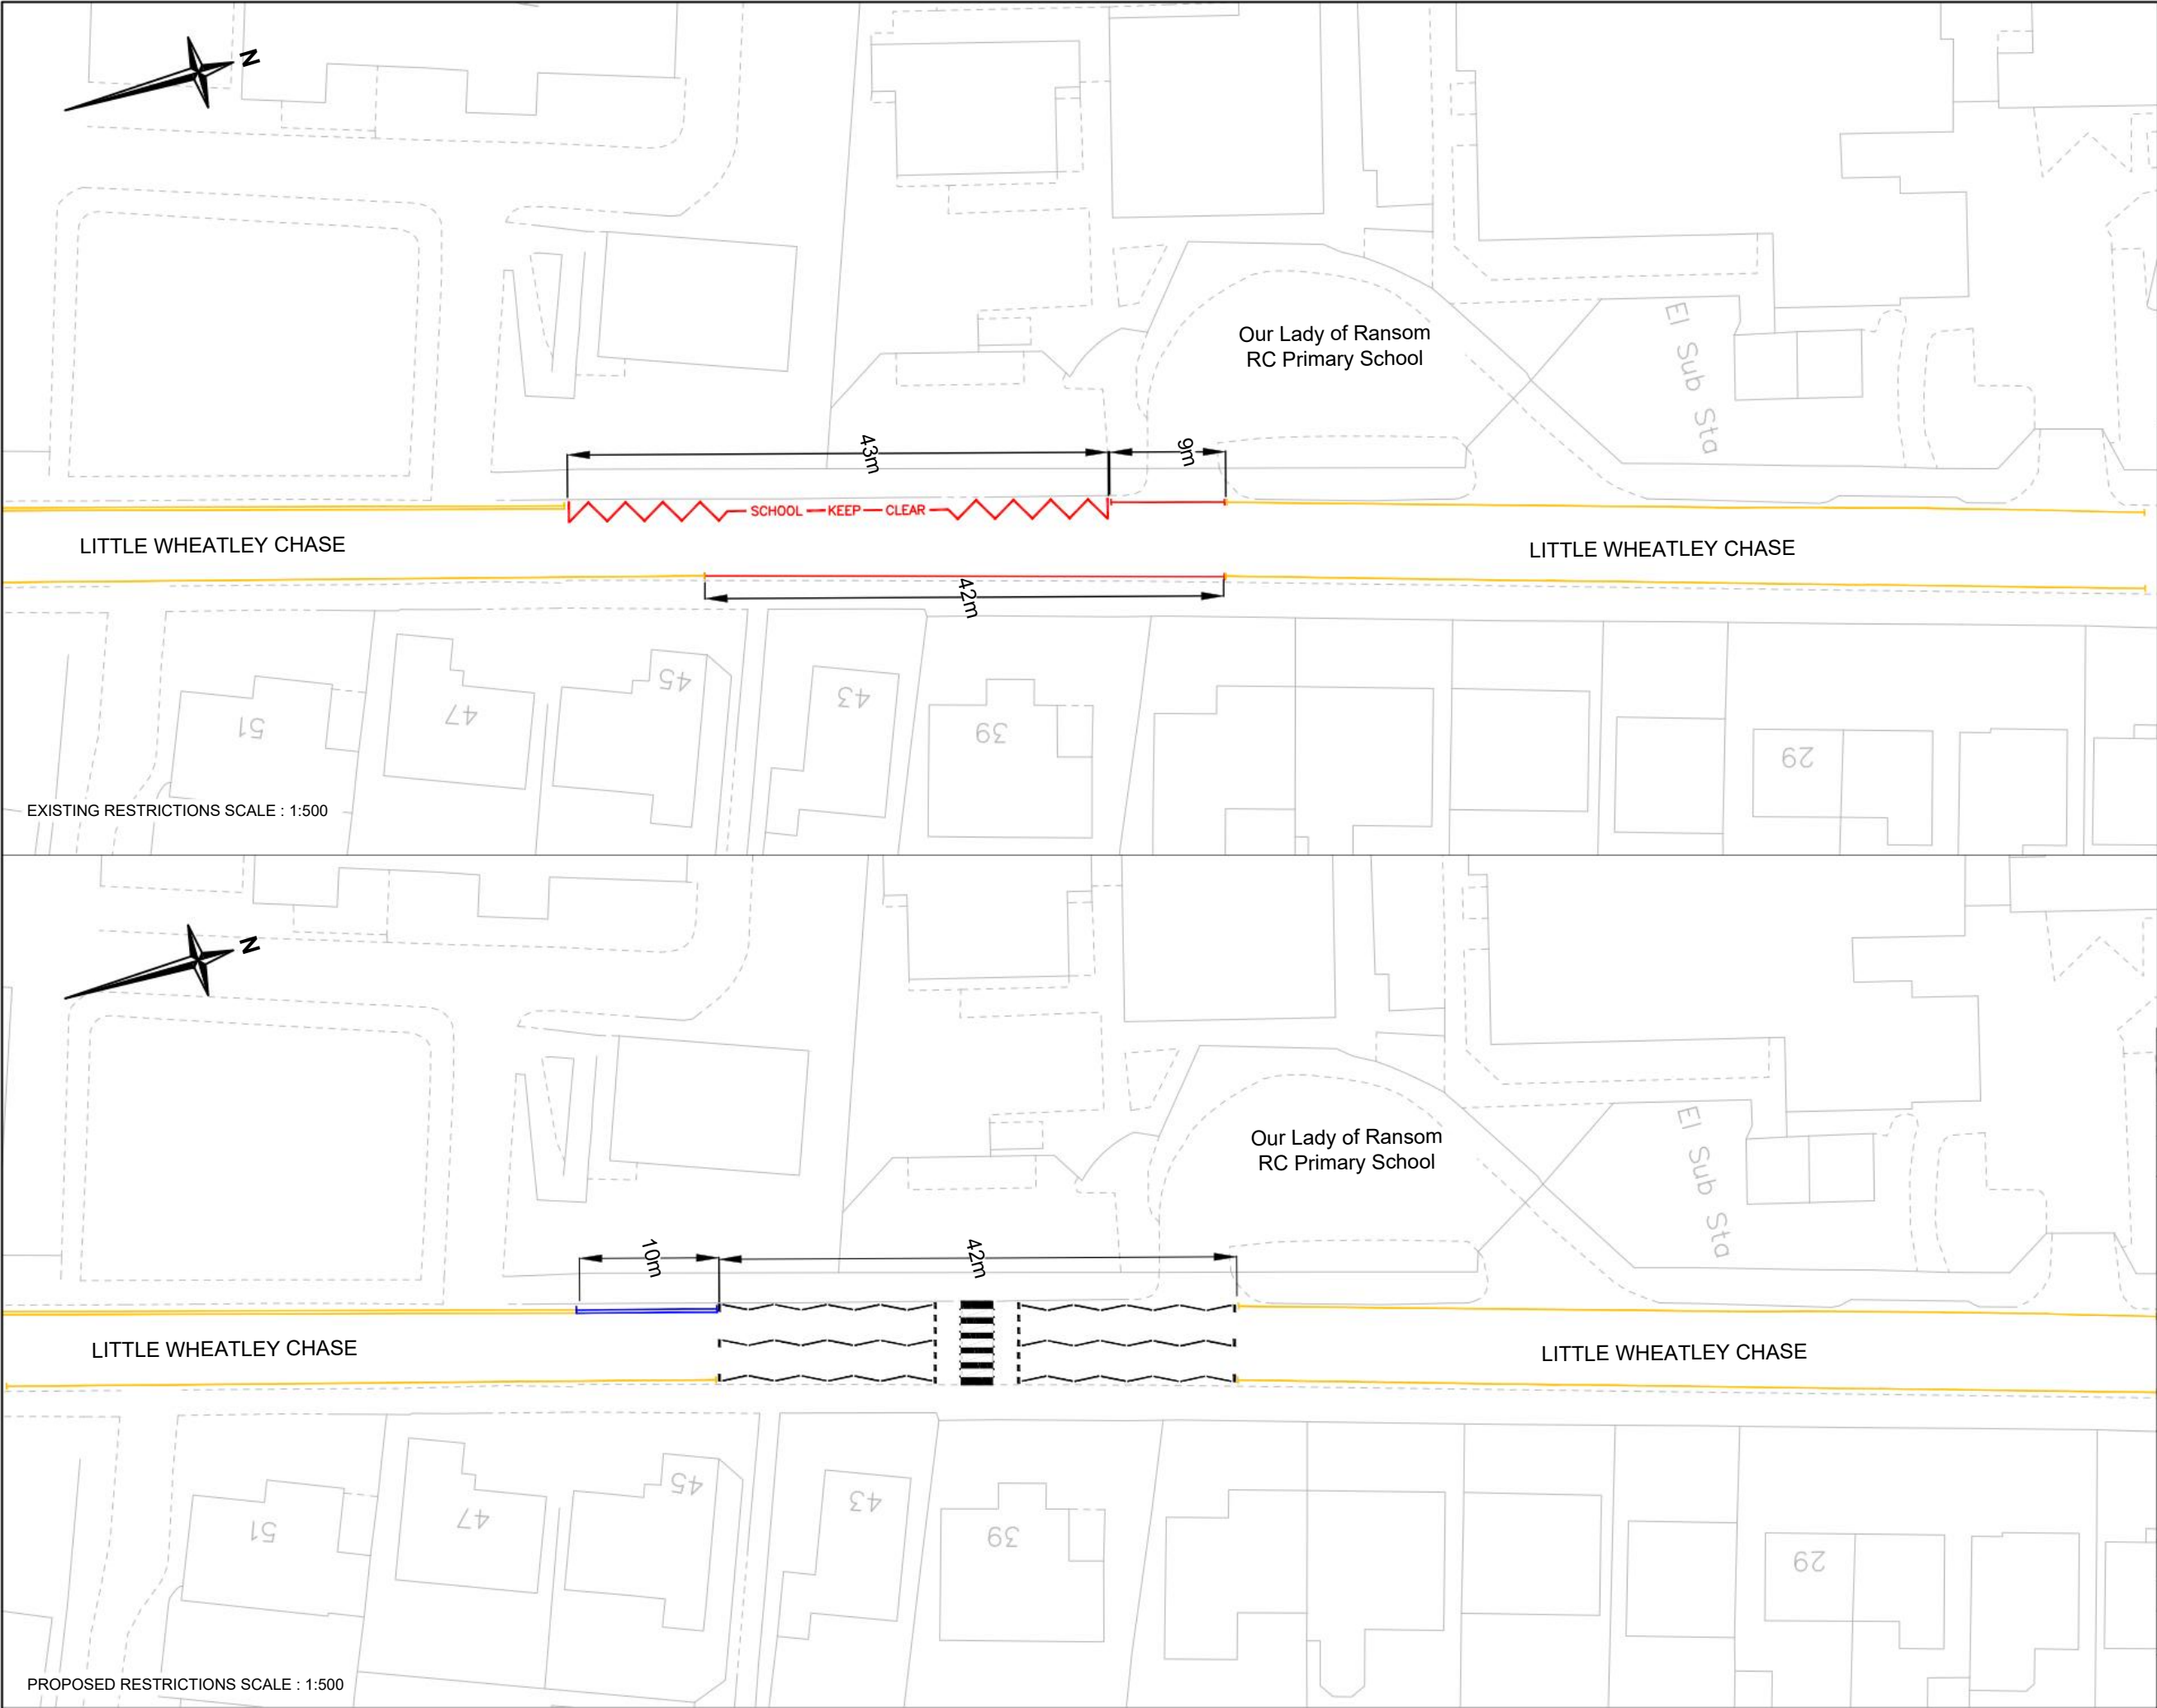 N
Our Lady of Ransom
RC Primary School
El Sub Sta
43m
9m
SCHOOL KEEP CLEAR
LITTLE WHEATLEY CHASE
LITTLE WHEATLEY CHASE
42m
51
47
45
43
39
29
EXISTING RESTRICTIONS SCALE : 1:500
N
Our Lady of Ransom
RC Primary School
El Sub Sta
10m
42m
LITTLE WHEATLEY CHASE
LITTLE WHEATLEY CHASE
51
47
45
43
39
29
PROPOSED RESTRICTIONS SCALE : 1:500